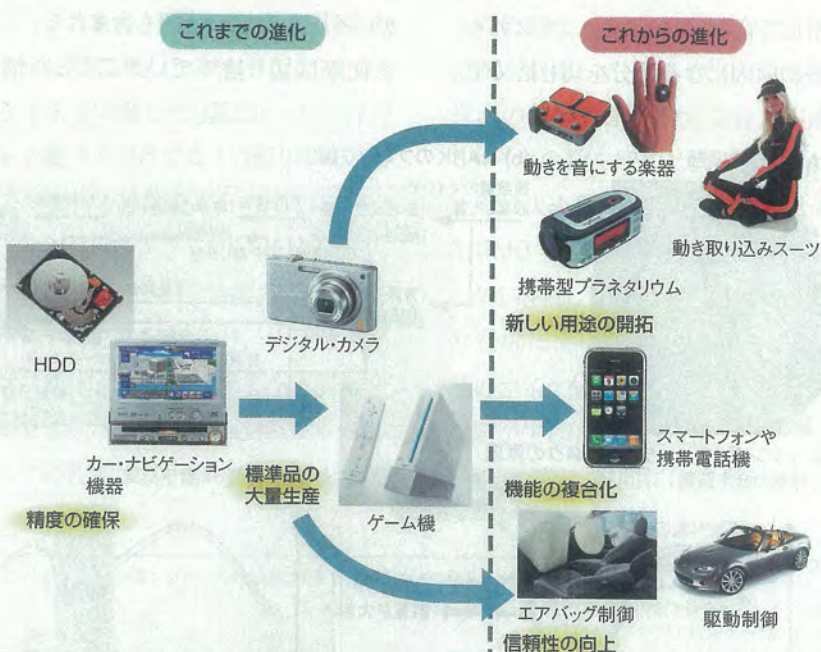 これまでの進化
これからの進化
動きを音にする楽器
動き取り込みスーツ
携帯型プラネタリウム
新しい用途の開拓
デジタル・カメラ
HDD
カー・ナビゲーション
機器
精度の確保
標準品の
大量生産
ゲーム機
スマートフォンや
携帯電話機
機能の複合化
エアバッグ制御
駆動制御
信頼性の向上